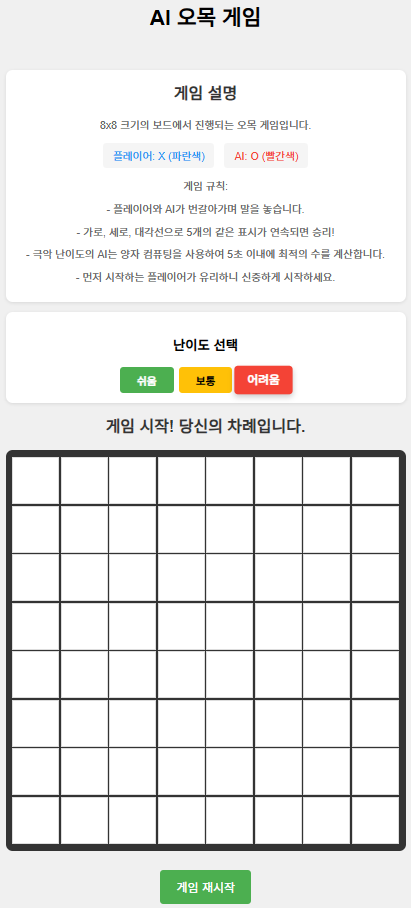 AI 오목 게임
게임 설명
8x8 크기의 보드에서 진행되는 오목 게임입니다.
플레이어: X (파란색) AI: O (빨간색)
게임 규칙:
- 플레이어와 AI가 번갈아가며 말을 놓습니다.
- 가로, 세로, 대각선으로 5개의 같은 표시가 연속되면 승리!
- 극악 난이도의 AI는 양자 컴퓨팅을 사용하여 5초 이내에 최적의 수를 계산합니다.
- 먼저 시작하는 플레이어가 유리하니 신중하게 시작하세요.
난이도 선택
쉬움 보통 어려움
게임 시작! 당신의 차례입니다.
게임 재시작